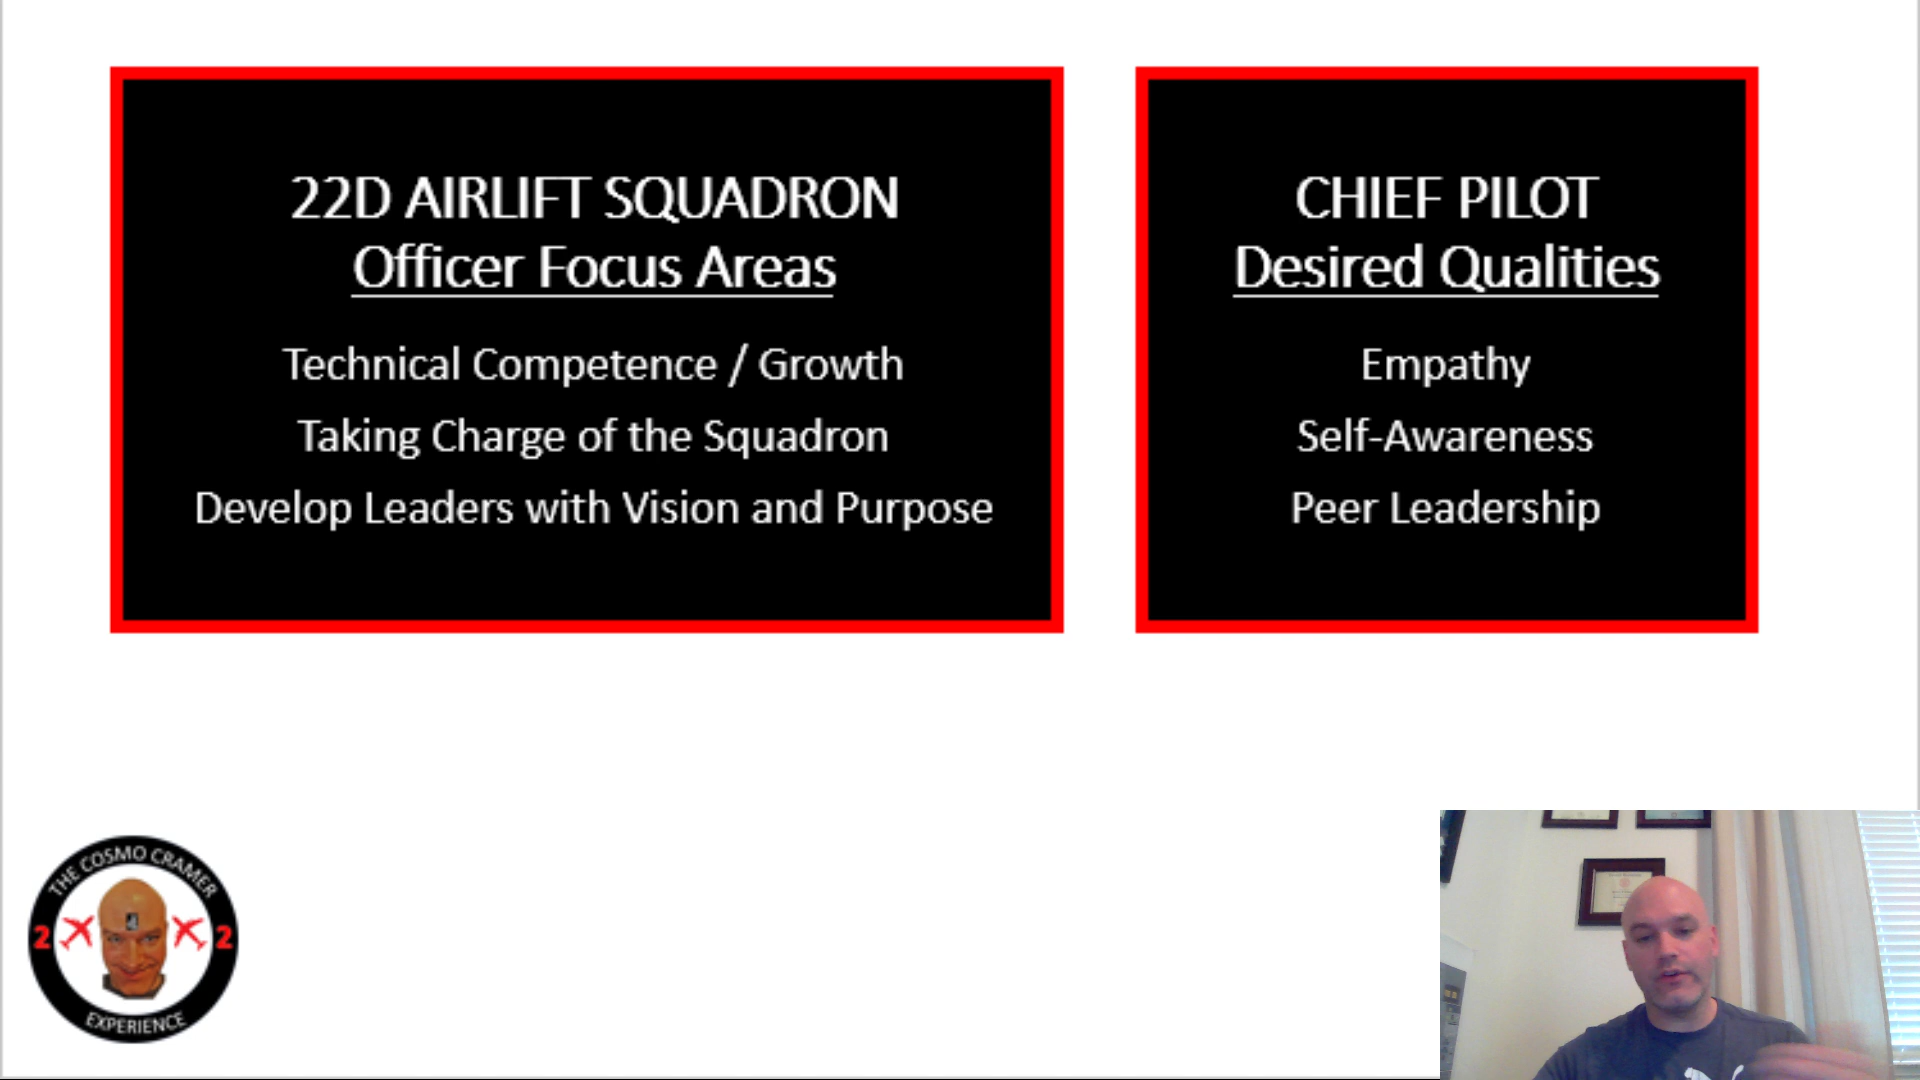 22D AIRLIFT SQUADRON
Officer Focus Areas
Technical Competence / Growth
Taking Charge of the Squadron
Develop Leaders with Vision and Purpose
CHIEF PILOT
Desired Qualities
Empathy
Self-Awareness
Peer Leadership
THE COSMO CRAMER
2 2
EXPERIENCE